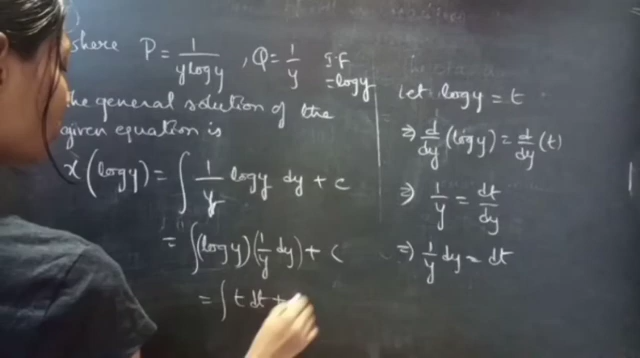 where P = 1/(y log y), Q = 1/y I.F = log y
the general solution of the
given equation is
x(log y) = ∫ 1/y log y dy + c
= ∫(log y)(1/y dy) + c
= ∫ t dt +
Let log y = t
⇒ d/dy (log y) = d/dy (t)
⇒ 1/y = dt/dy
⇒ 1/y dy = dt